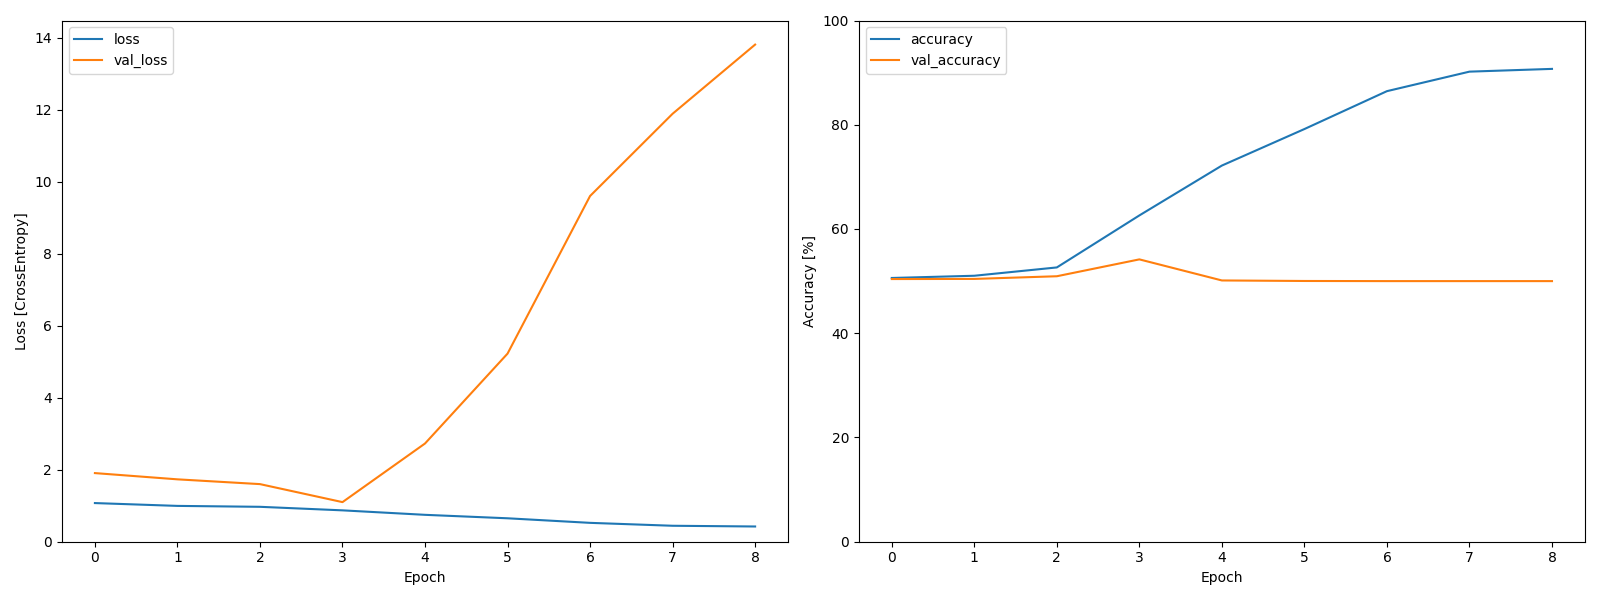 loss
val_loss
14
12
10
8
6
4
2
0
Loss [CrossEntropy]
0 1 2 3 4 5 6 7 8
Epoch
accuracy
val_accuracy
100
80
60
40
20
0
Accuracy [%]
0 1 2 3 4 5 6 7 8
Epoch